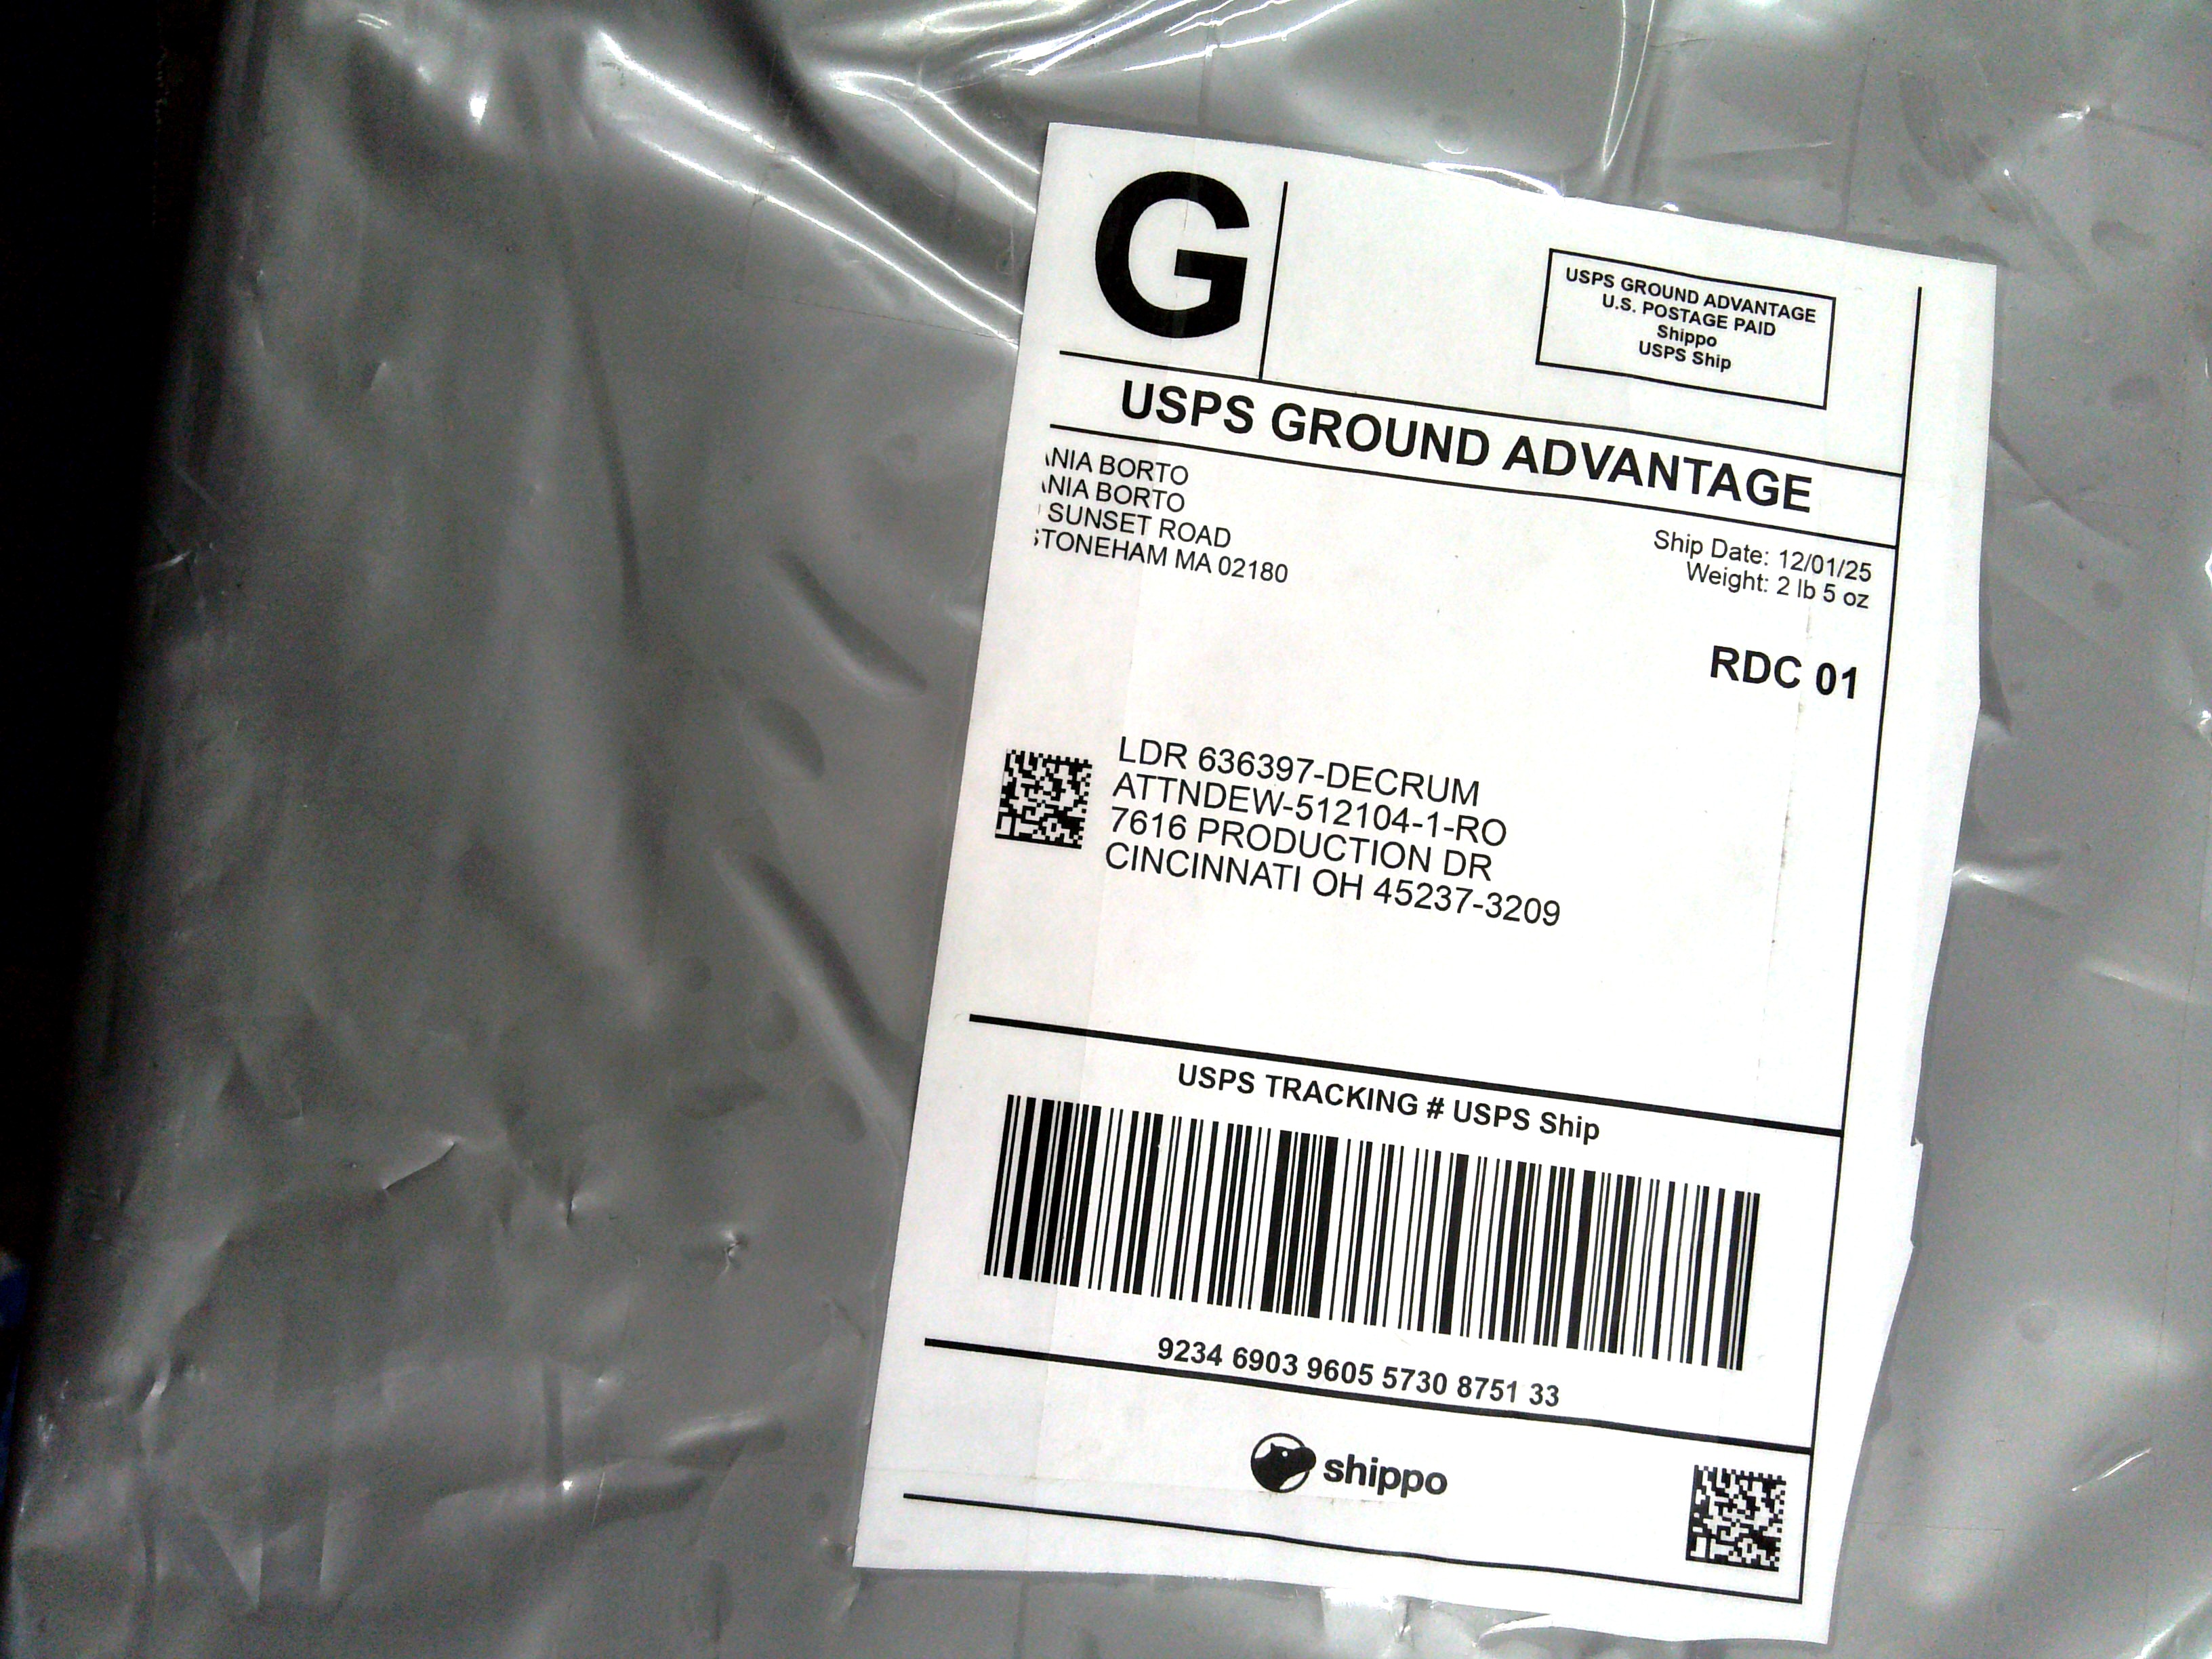 G
USPS GROUND ADVANTAGE
U.S. POSTAGE PAID
Shippo
USPS Ship
USPS GROUND ADVANTAGE
NIA BORTO
NIA BORTO
SUNSET ROAD
STONEHAM MA 02180
Ship Date: 12/01/25
Weight: 2 lb 5 oz
RDC 01
LDR 636397-DECRUM
ATTNDEW-512104-1-RO
7616 PRODUCTION DR
CINCINNATI OH 45237-3209
USPS TRACKING # USPS Ship
9234 6903 9605 5730 8751 33
shippo